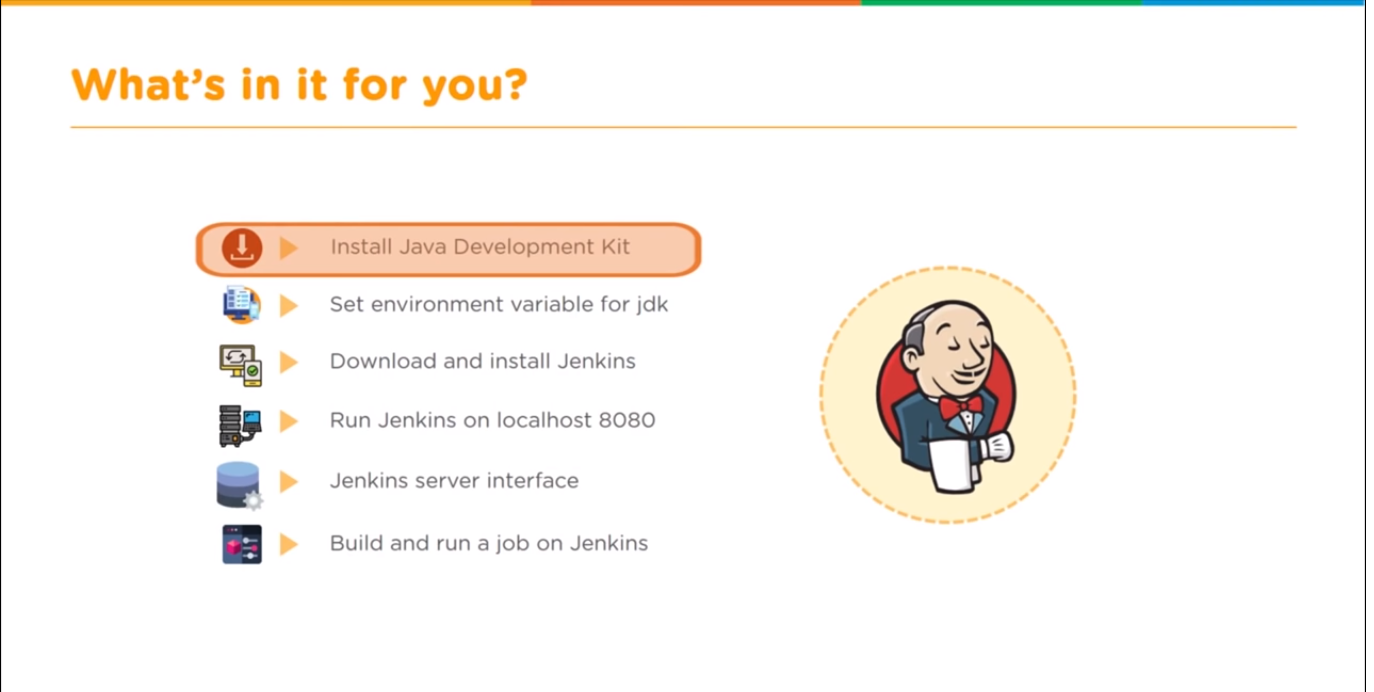 What's in it for you?
Install Java Development Kit
Set environment variable for jdk
Download and install Jenkins
Run Jenkins on localhost 8080
Jenkins server interface
Build and run a job on Jenkins